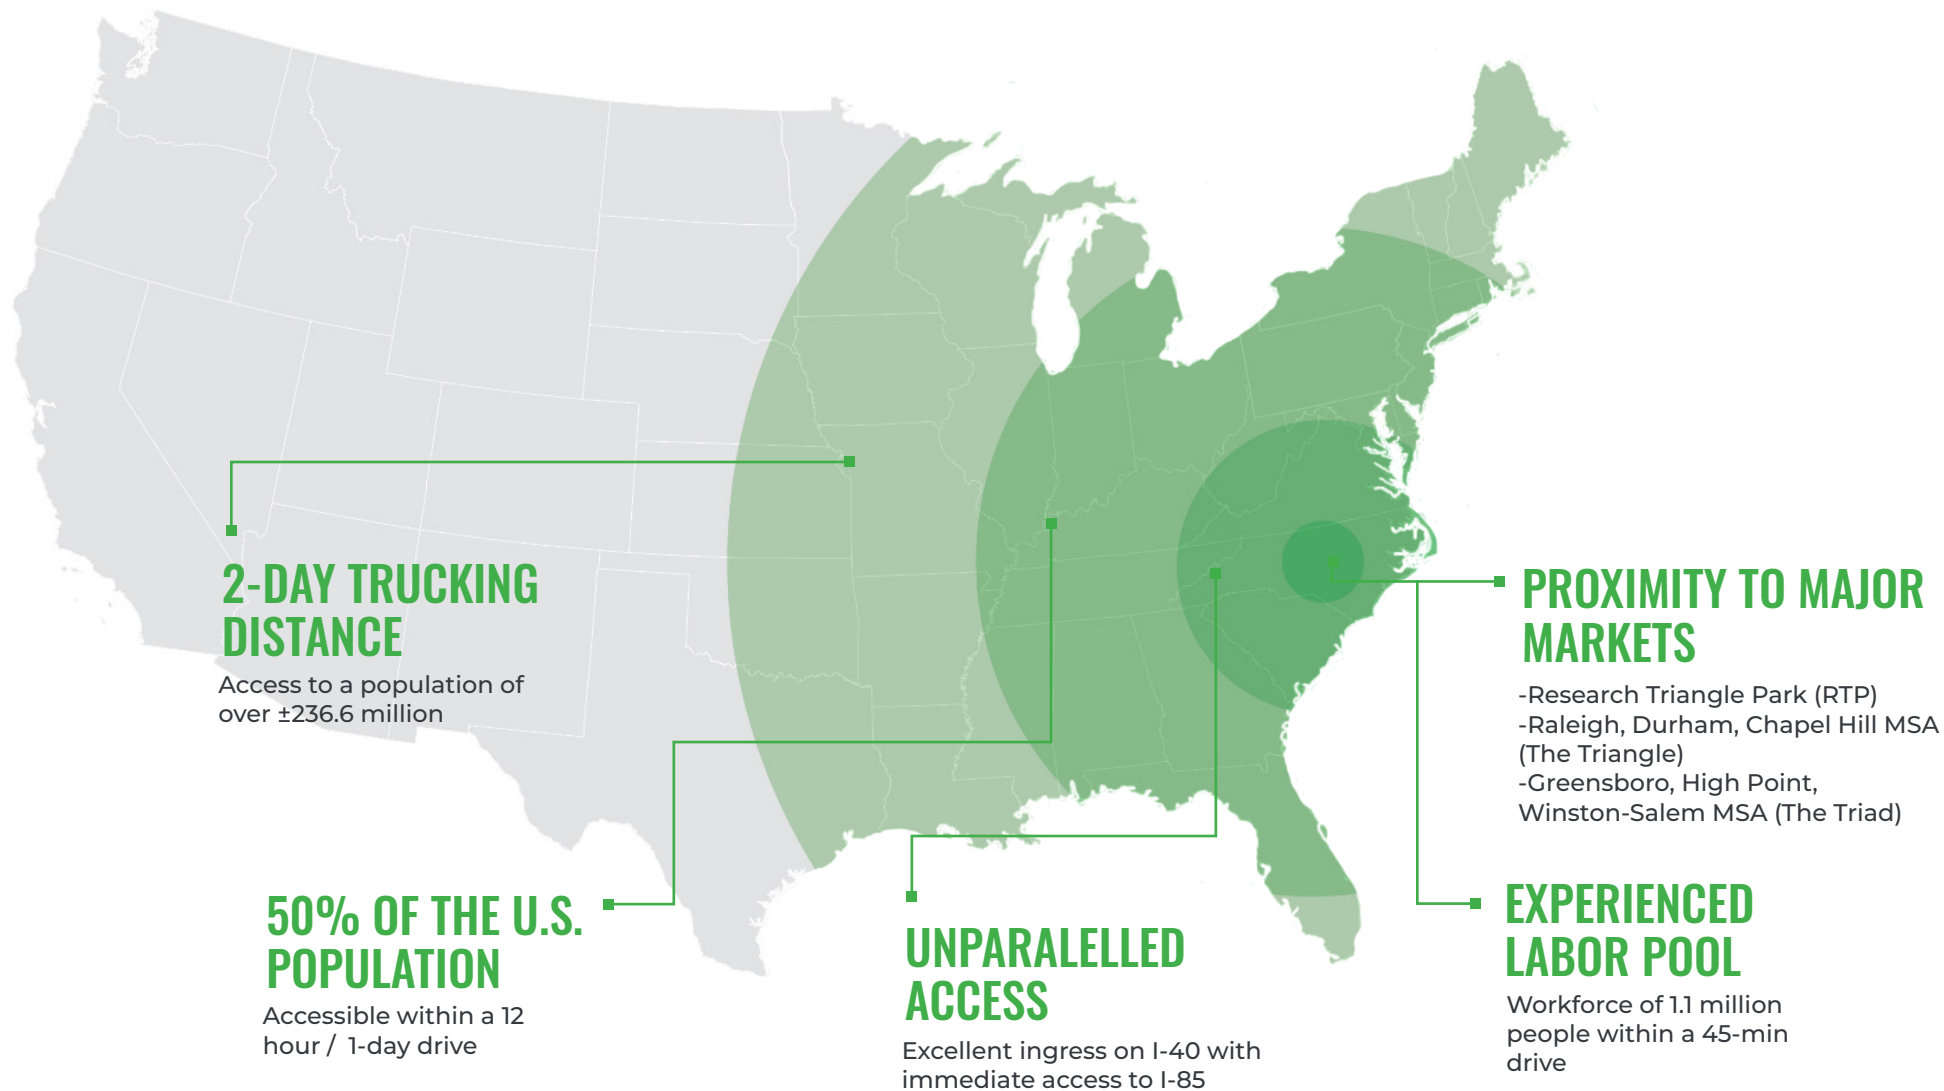 2-DAY TRUCKING
DISTANCE
Access to a population of
over ±236.6 million
50% OF THE U.S.
POPULATION
Accessible within a 12
hour / 1-day drive
UNPARALELLED
ACCESS
Excellent ingress on I-40 with
immediate access to I-85
PROXIMITY TO MAJOR
MARKETS
-Research Triangle Park (RTP)
-Raleigh, Durham, Chapel Hill MSA
(The Triangle)
-Greensboro, High Point,
Winston-Salem MSA (The Triad)
EXPERIENCED
LABOR POOL
Workforce of 1.1 million
people within a 45-min
drive